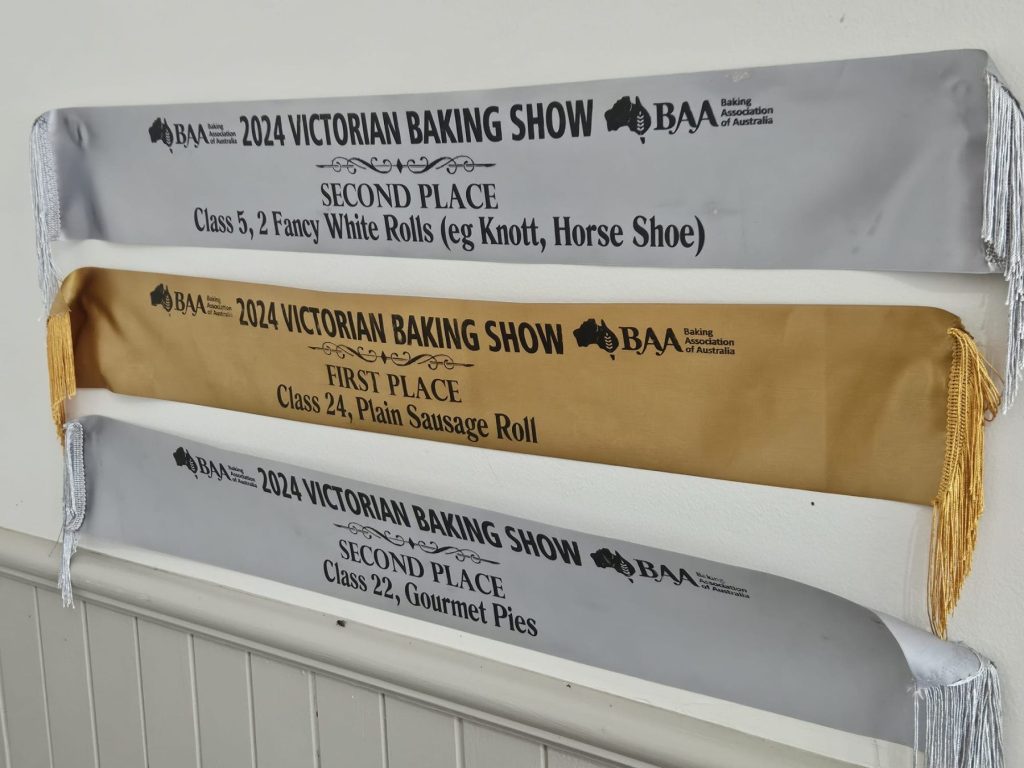 BAA Baking Association of Australia 2024 VICTORIAN BAKING SHOW BAA Baking Association of Australia
SECOND PLACE
Class 5, 2 Fancy White Rolls (eg Knott, Horse Shoe)
BAA Baking Association of Australia 2024 VICTORIAN BAKING SHOW BAA Baking Association of Australia
FIRST PLACE
Class 24, Plain Sausage Roll
BAA Baking Association of Australia 2024 VICTORIAN BAKING SHOW BAA Baking Association of Australia
SECOND PLACE
Class 22, Gourmet Pies